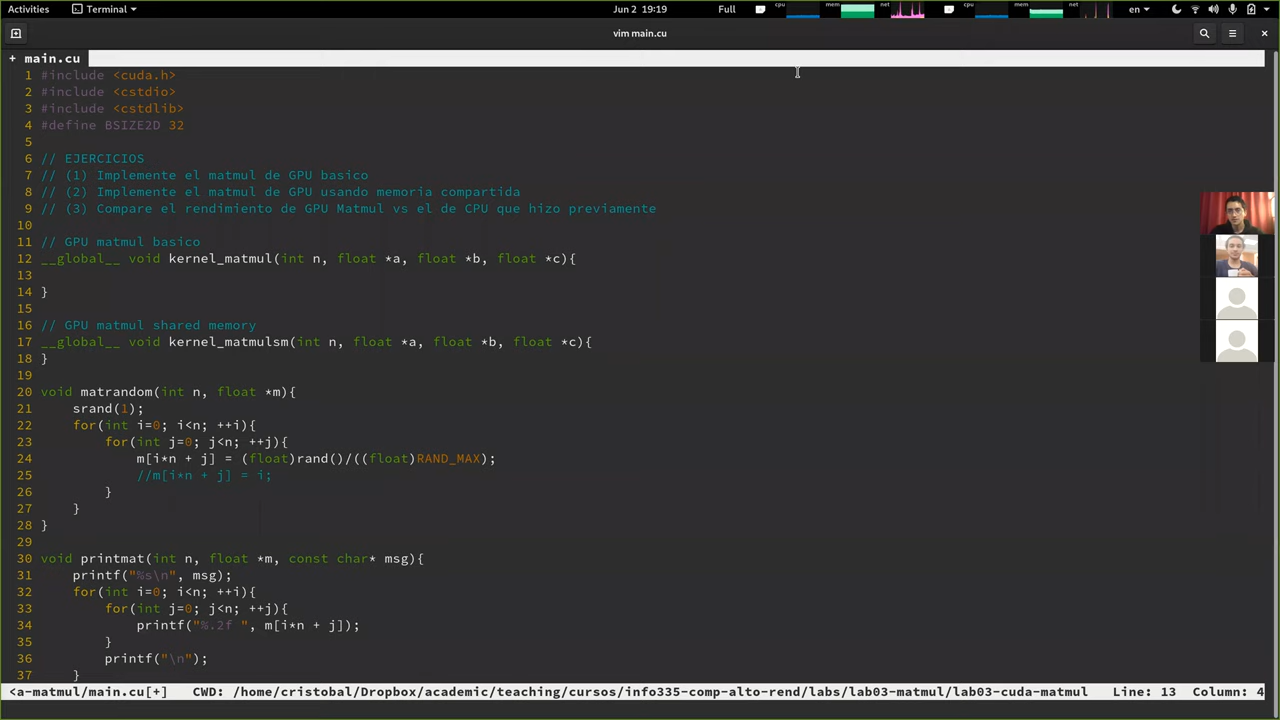 Activities Terminal Jun 2 19:19 Full cpu mem net cpu mem net en
vim main.cu
+ main.cu
1 #include <cuda.h>
2 #include <cstdio>
3 #include <cstdlib>
4 #define BSIZE2D 32
5
6 // EJERCICIOS
7 // (1) Implemente el matmul de GPU basico
8 // (2) Implemente el matmul de GPU usando memoria compartida
9 // (3) Compare el rendimiento de GPU Matmul vs el de CPU que hizo previamente
10
11 // GPU matmul basico
12 __global__ void kernel_matmul(int n, float *a, float *b, float *c){
13
14 }
15
16 // GPU matmul shared memory
17 __global__ void kernel_matmulsm(int n, float *a, float *b, float *c){
18 }
19
20 void matrandom(int n, float *m){
21 srand(1);
22 for(int i=0; i<n; ++i){
23 for(int j=0; j<n; ++j){
24 m[i*n + j] = (float)rand()/((float)RAND_MAX);
25 //m[i*n + j] = i;
26 }
27 }
28 }
29
30 void printmat(int n, float *m, const char* msg){
31 printf("%s\n", msg);
32 for(int i=0; i<n; ++i){
33 for(int j=0; j<n; ++j){
34 printf("%.2f ", m[i*n + j]);
35 }
36 printf("\n");
37 }
<a-matmul/main.cu[+] CWD: /home/cristobal/Dropbox/academic/teaching/cursos/info335-comp-alto-rend/labs/lab03-matmul/lab03-cuda-matmul Line: 13 Column: 4